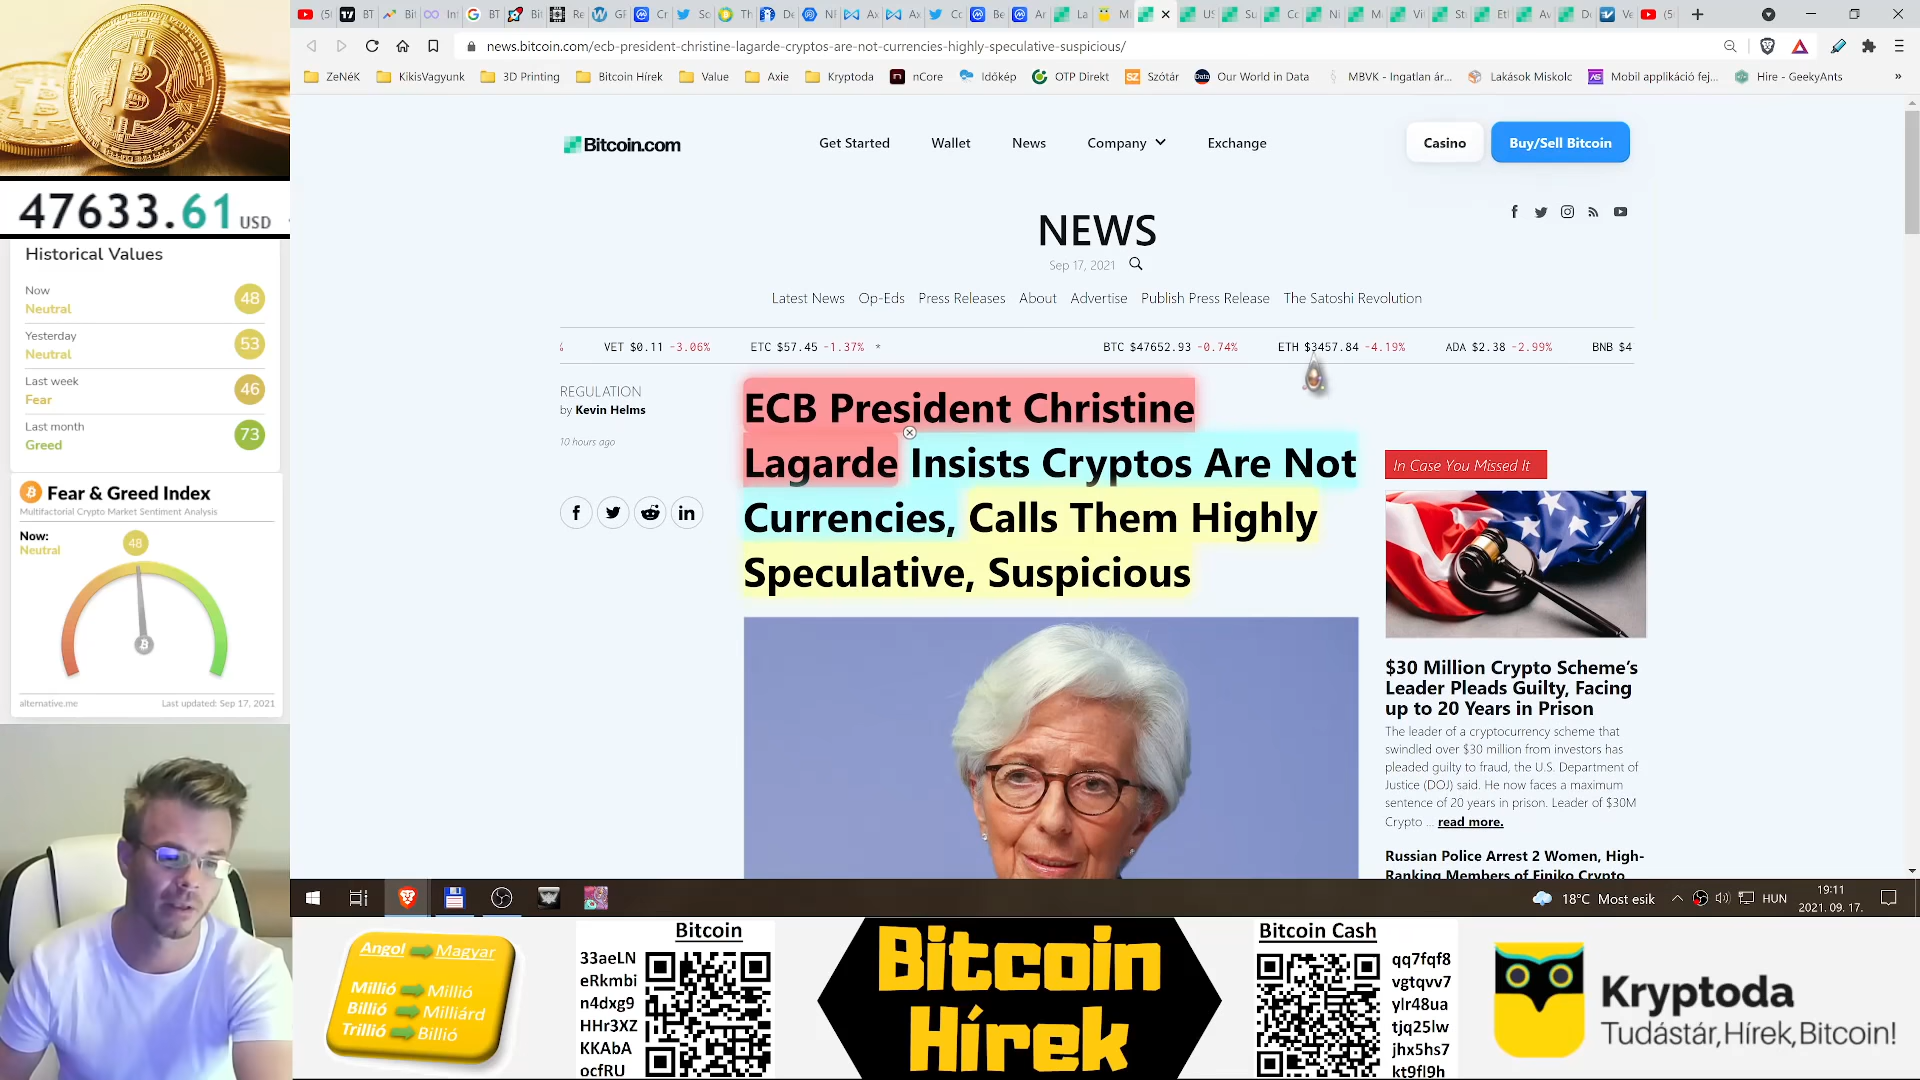 47633.61 USD
Historical Values
Now
Neutral
48
Yesterday
Neutral
53
Last week
Fear
46
Last month
Greed
73
Fear & Greed Index
Multifactorial Crypto Market Sentiment Analysis
Now:
Neutral
48
alternative.me
Last updated: Sep 17, 2021
news.bitcoin.com/ecb-president-christine-lagarde-cryptos-are-not-currencies-highly-speculative-suspicious/
ZeNéK
KikisVagyunk
3D Printing
Bitcoin Hírek
Value
Axie
Kryptoda
nCore
Időkép
OTP Direkt
Szótár
Our World in Data
MBVK - Ingatlan ár...
Lakások Miskolc
Mobil applikáció fej...
Hire - GeekyAnts
Bitcoin.com
Get Started
Wallet
News
Company
Exchange
Casino
Buy/Sell Bitcoin
NEWS
Sep 17, 2021
Latest News
Op-Eds
Press Releases
About
Advertise
Publish Press Release
The Satoshi Revolution
% VET $0.11 -3.06% ETC $57.45 -1.37% * BTC $47652.93 -0.74% ETH $3457.84 -4.19% ADA $2.38 -2.99% BNB $4
REGULATION
by Kevin Helms
10 hours ago
ECB President Christine
Lagarde Insists Cryptos Are Not
Currencies, Calls Them Highly
Speculative, Suspicious
In Case You Missed It
$30 Million Crypto Scheme's
Leader Pleads Guilty, Facing
up to 20 Years in Prison
The leader of a cryptocurrency scheme that
swindled over $30 million from investors has
pleaded guilty to fraud, the U.S. Department of
Justice (DOJ) said. He now faces a maximum
sentence of 20 years in prison. Leader of $30M
Crypto ... read more.
Russian Police Arrest 2 Women, High-
Ranking Members of Finiko Crypto
18°C Most esik
HUN
19:11
2021. 09. 17.
Angol Magyar
Millió Millió
Billió Milliárd
Trillió Billió
Bitcoin
33aeLN
eRkmbi
n4dxg9
HHr3XZ
KKAbA
ocfRU
Bitcoin
Hírek
Bitcoin Cash
qq7fqf8
vgtqvv7
ylr48ua
tjq25lw
jhx5hs7
kt9fl9h
Kryptoda
Tudástár,Hírek,Bitcoin!